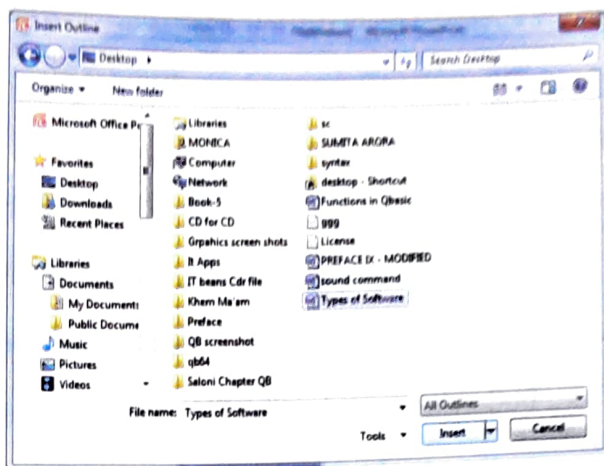 Insert Outline
Desktop
Search Desktop
Organize
New folder
Microsoft Office Po
Favorites
Desktop
Downloads
Recent Places
Libraries
Documents
My Documents
Public Docume
Music
Pictures
Videos
Libraries
MONICA
Computer
Network
Book-5
CD for CD
Grpahics screen shots
It Apps
IT beans Cdr file
Khem Ma'am
Preface
QB screenshot
qb64
Saloni Chapter QB
sc
SUMITA ARORA
syntax
desktop - Shortcut
Functions in Qbasic
999
License
PREFACE IX - MODIFIED
sound command
Types of Software
File name: Types of Software
All Outlines
Tools
Insert
Cancel